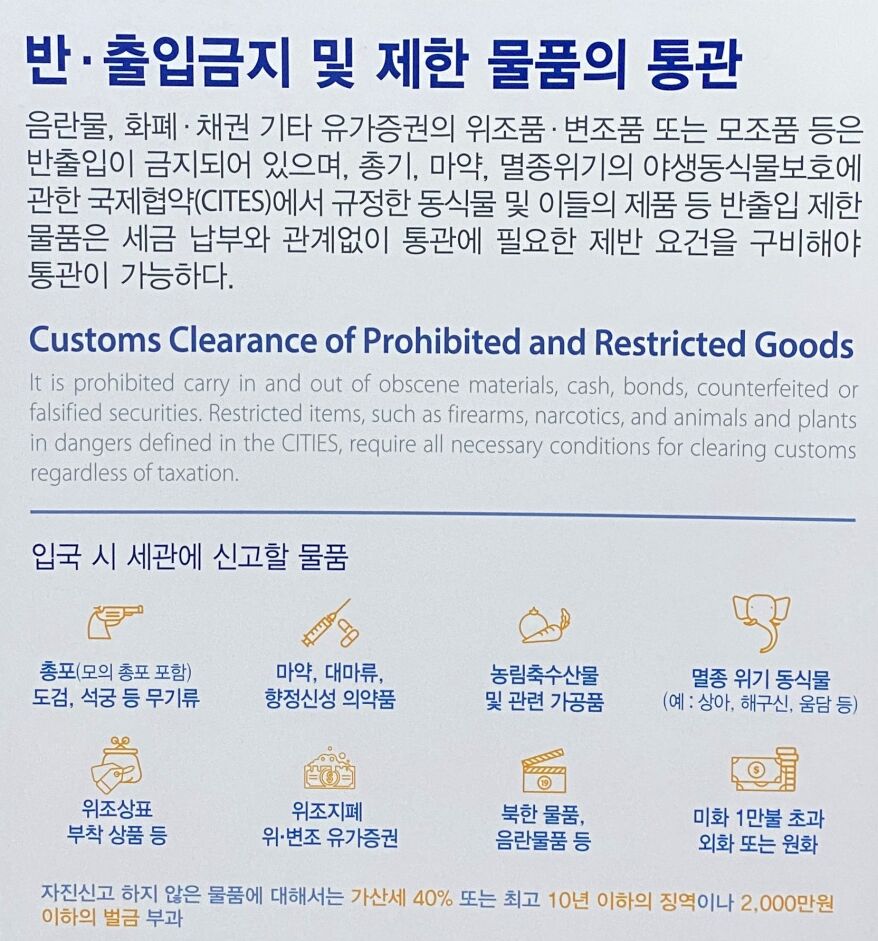 반·출입금지 및 제한 물품의 통관
음란물, 화폐·채권 기타 유가증권의 위조품·변조품 또는 모조품 등은
반출입이 금지되어 있으며, 총기, 마약, 멸종위기의 야생동식물보호에
관한 국제협약(CITES)에서 규정한 동식물 및 이들의 제품 등 반출입 제한
물품은 세금 납부와 관계없이 통관에 필요한 제반 요건을 구비해야
통관이 가능하다.
Customs Clearance of Prohibited and Restricted Goods
It is prohibited carry in and out of obscene materials, cash, bonds, counterfeited or
falsified securities. Restricted items, such as firearms, narcotics, and animals and plants
in dangers defined in the CITIES, require all necessary conditions for clearing customs
regardless of taxation.
입국 시 세관에 신고할 물품
총포(모의 총포 포함)
도검, 석궁 등 무기류
마약, 대마류,
향정신성 의약품
농림축수산물
및 관련 가공품
멸종 위기 동식물
(예 : 상아, 해구신, 웅담 등)
위조상표
부착 상품 등
$
위조지폐
위·변조 유가증권
19
북한 물품,
음란물품 등
$
미화 1만불 초과
외화 또는 원화
자진신고 하지 않은 물품에 대해서는 가산세 40% 또는 최고 10년 이하의 징역이나 2,000만원
이하의 벌금 부과